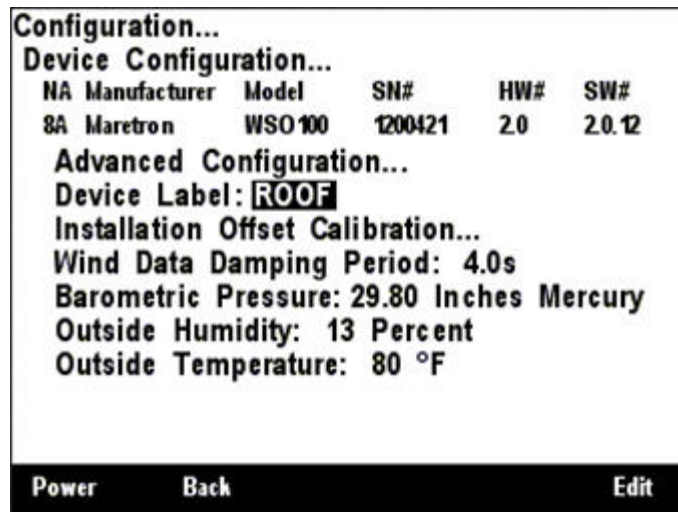 Configuration...
Device Configuration...
NA Manufacturer Model SN# HW# SW#
8A Maretron WSO100 1200421 2.0 2.0.12
Advanced Configuration...
Device Label: ROOF
Installation Offset Calibration...
Wind Data Damping Period: 4.0s
Barometric Pressure: 29.80 Inches Mercury
Outside Humidity: 13 Percent
Outside Temperature: 80 °F
Power Back Edit